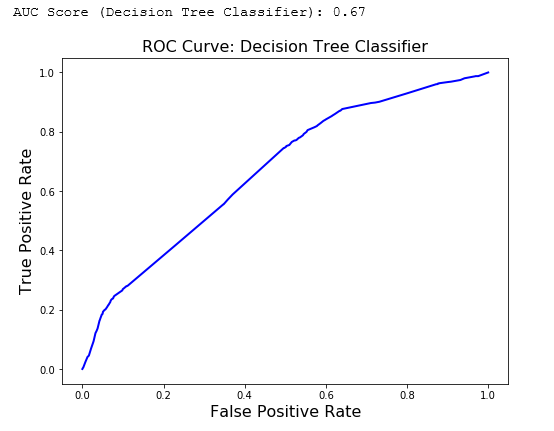 AUC Score (Decision Tree Classifier): 0.67
ROC Curve: Decision Tree Classifier
1.0
0.8
0.6
0.4
0.2
0.0
True Positive Rate
0.0 0.2 0.4 0.6 0.8 1.0
False Positive Rate